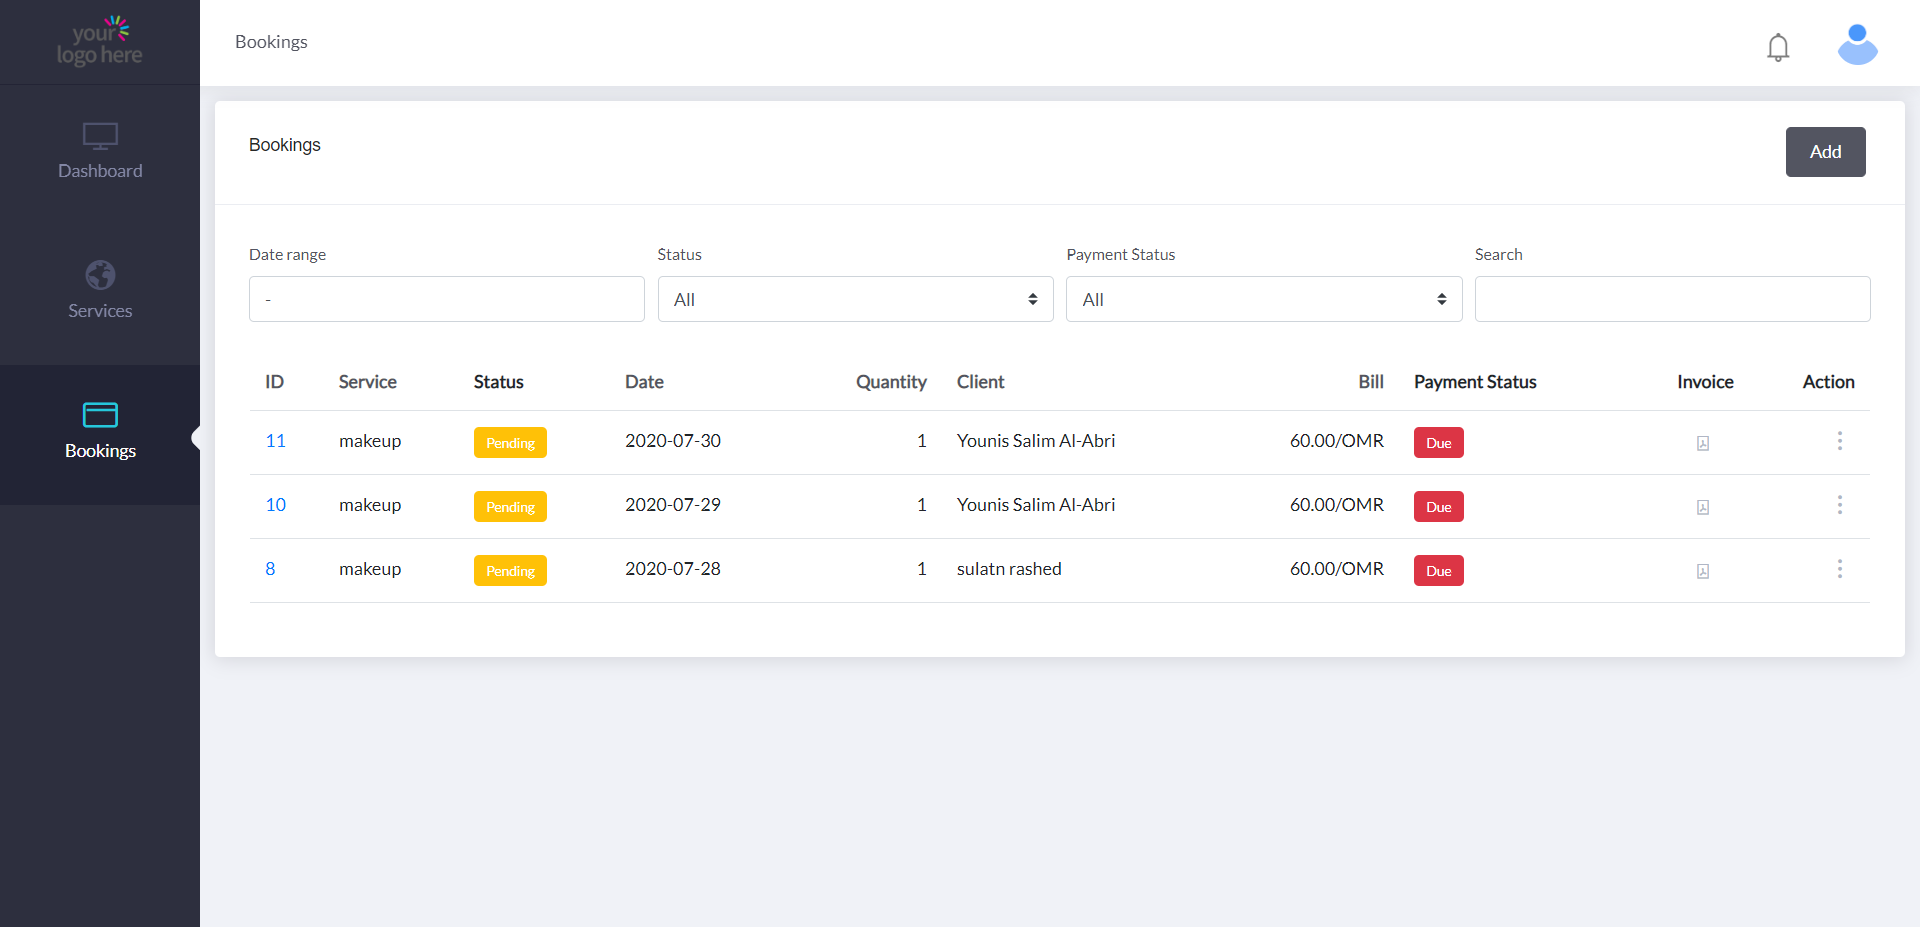 your
logo here
Dashboard
Services
Bookings
Bookings
Bookings
Add
Date range
Status
Payment Status
Search
-
All
All
ID Service Status Date Quantity Client Bill Payment Status Invoice Action
11 makeup Pending 2020-07-30 1 Younis Salim Al-Abri 60.00/OMR Due
10 makeup Pending 2020-07-29 1 Younis Salim Al-Abri 60.00/OMR Due
8 makeup Pending 2020-07-28 1 sulatn rashed 60.00/OMR Due